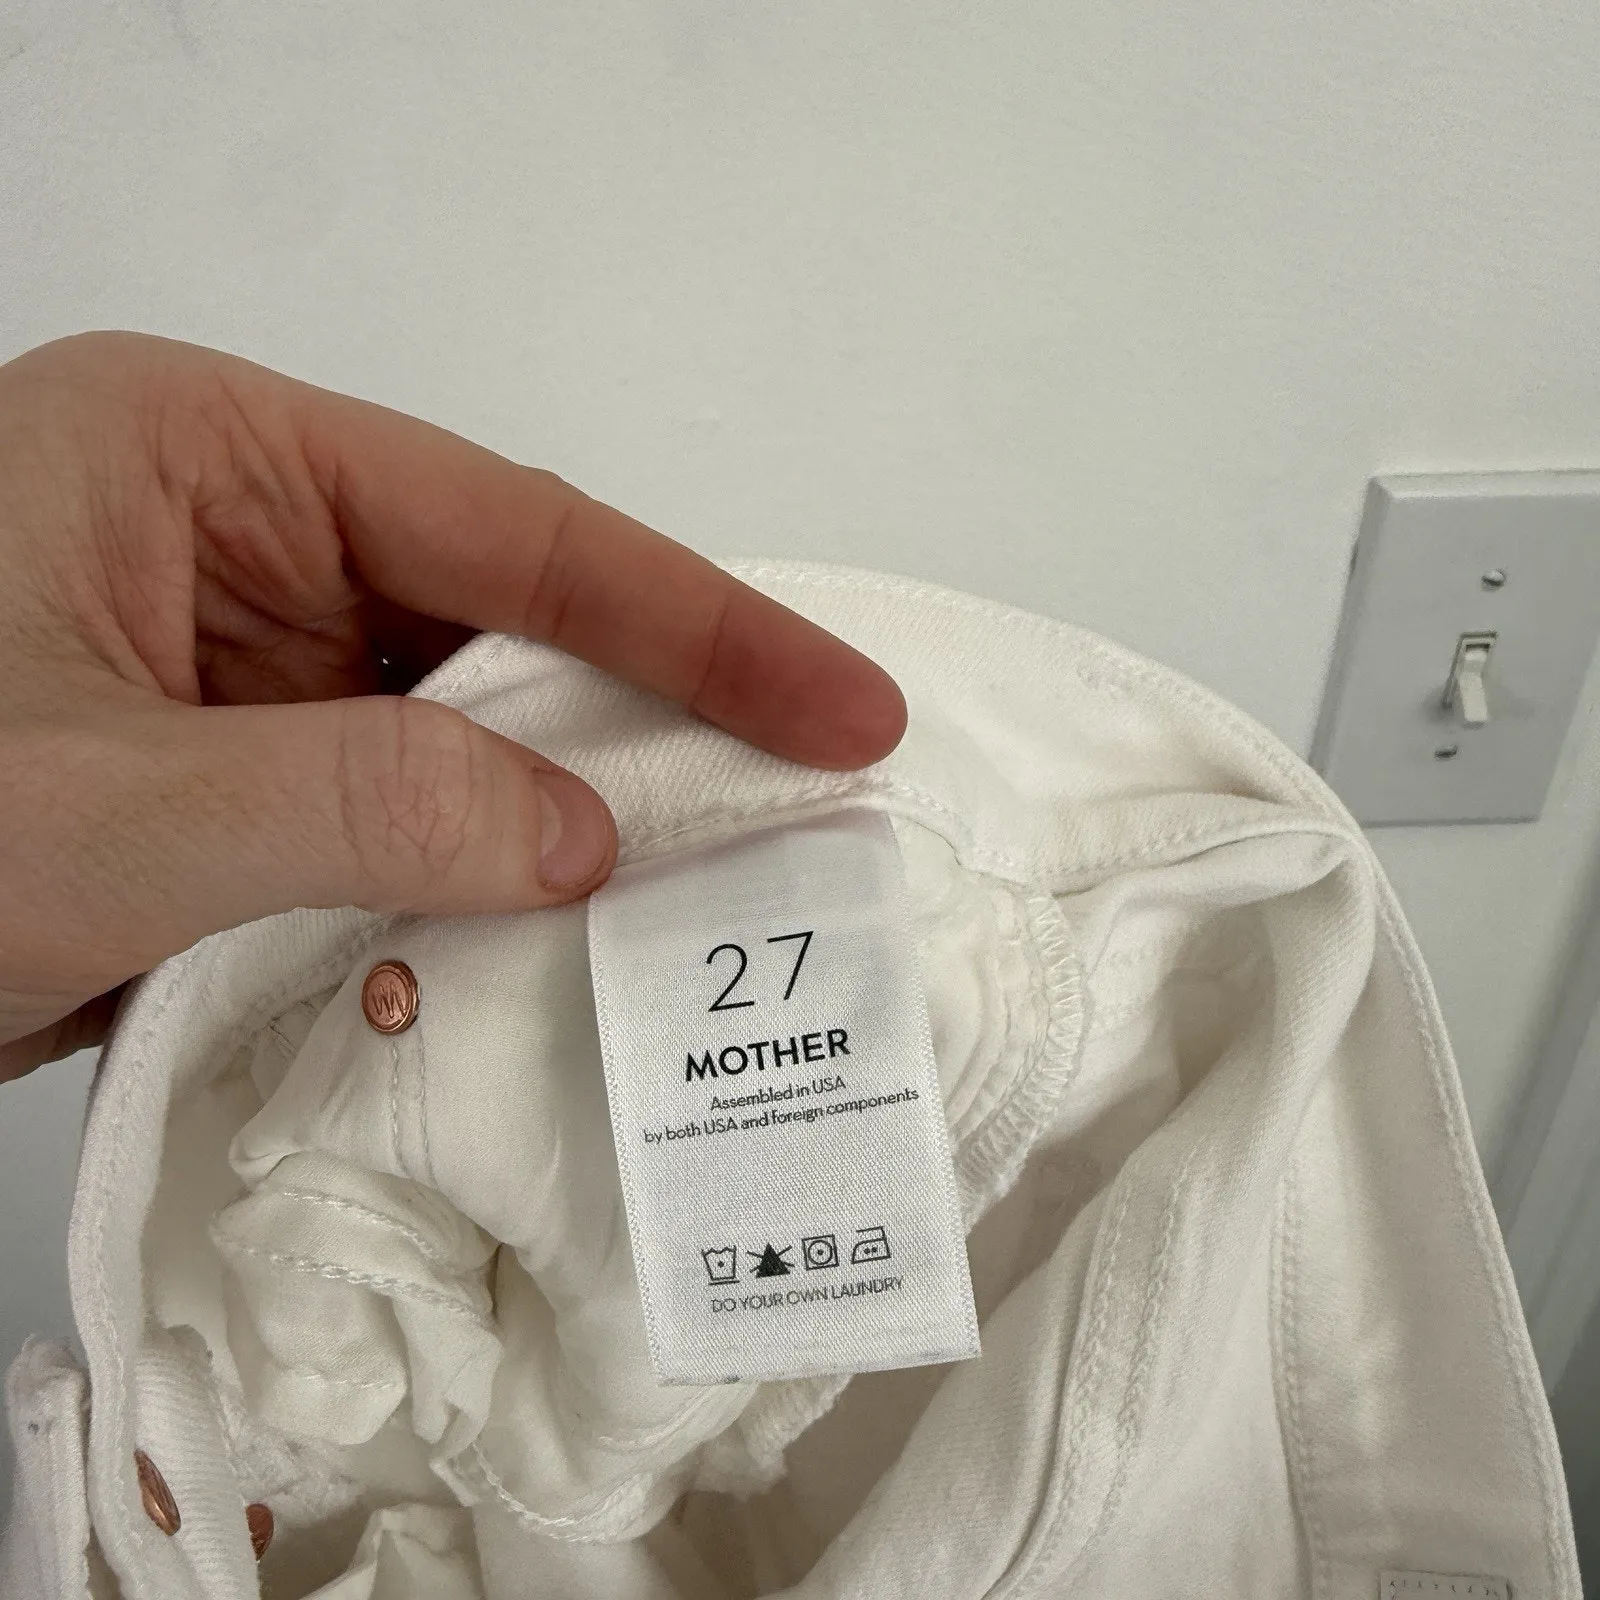 27
MOTHER
Assembled in USA
by both USA and foreign components
DO YOUR OWN LAUNDRY